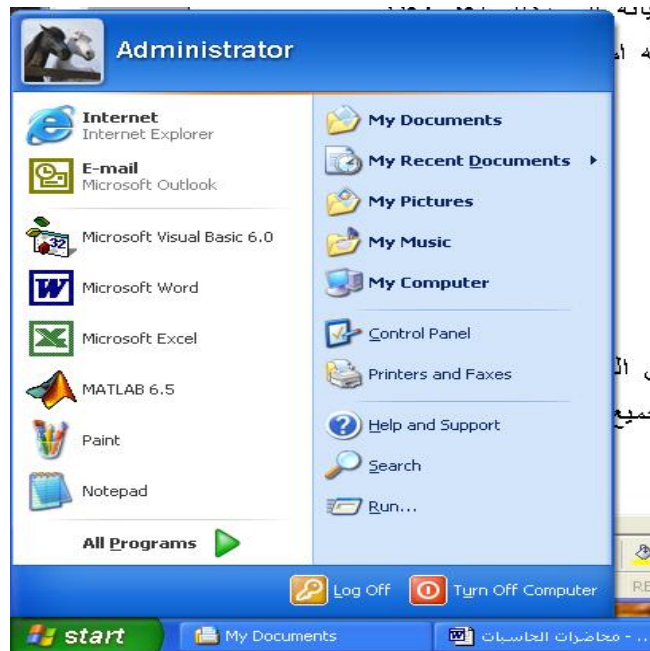 Administrator
Internet
Internet Explorer
E-mail
Microsoft Outlook
Microsoft Visual Basic 6.0
Microsoft Word
Microsoft Excel
MATLAB 6.5
Paint
Notepad
All Programs
My Documents
My Recent Documents
My Pictures
My Music
My Computer
Control Panel
Printers and Faxes
Help and Support
Search
Run...
Log Off
Turn Off Computer
start
My Documents
محاضرات الحاسبات - ...